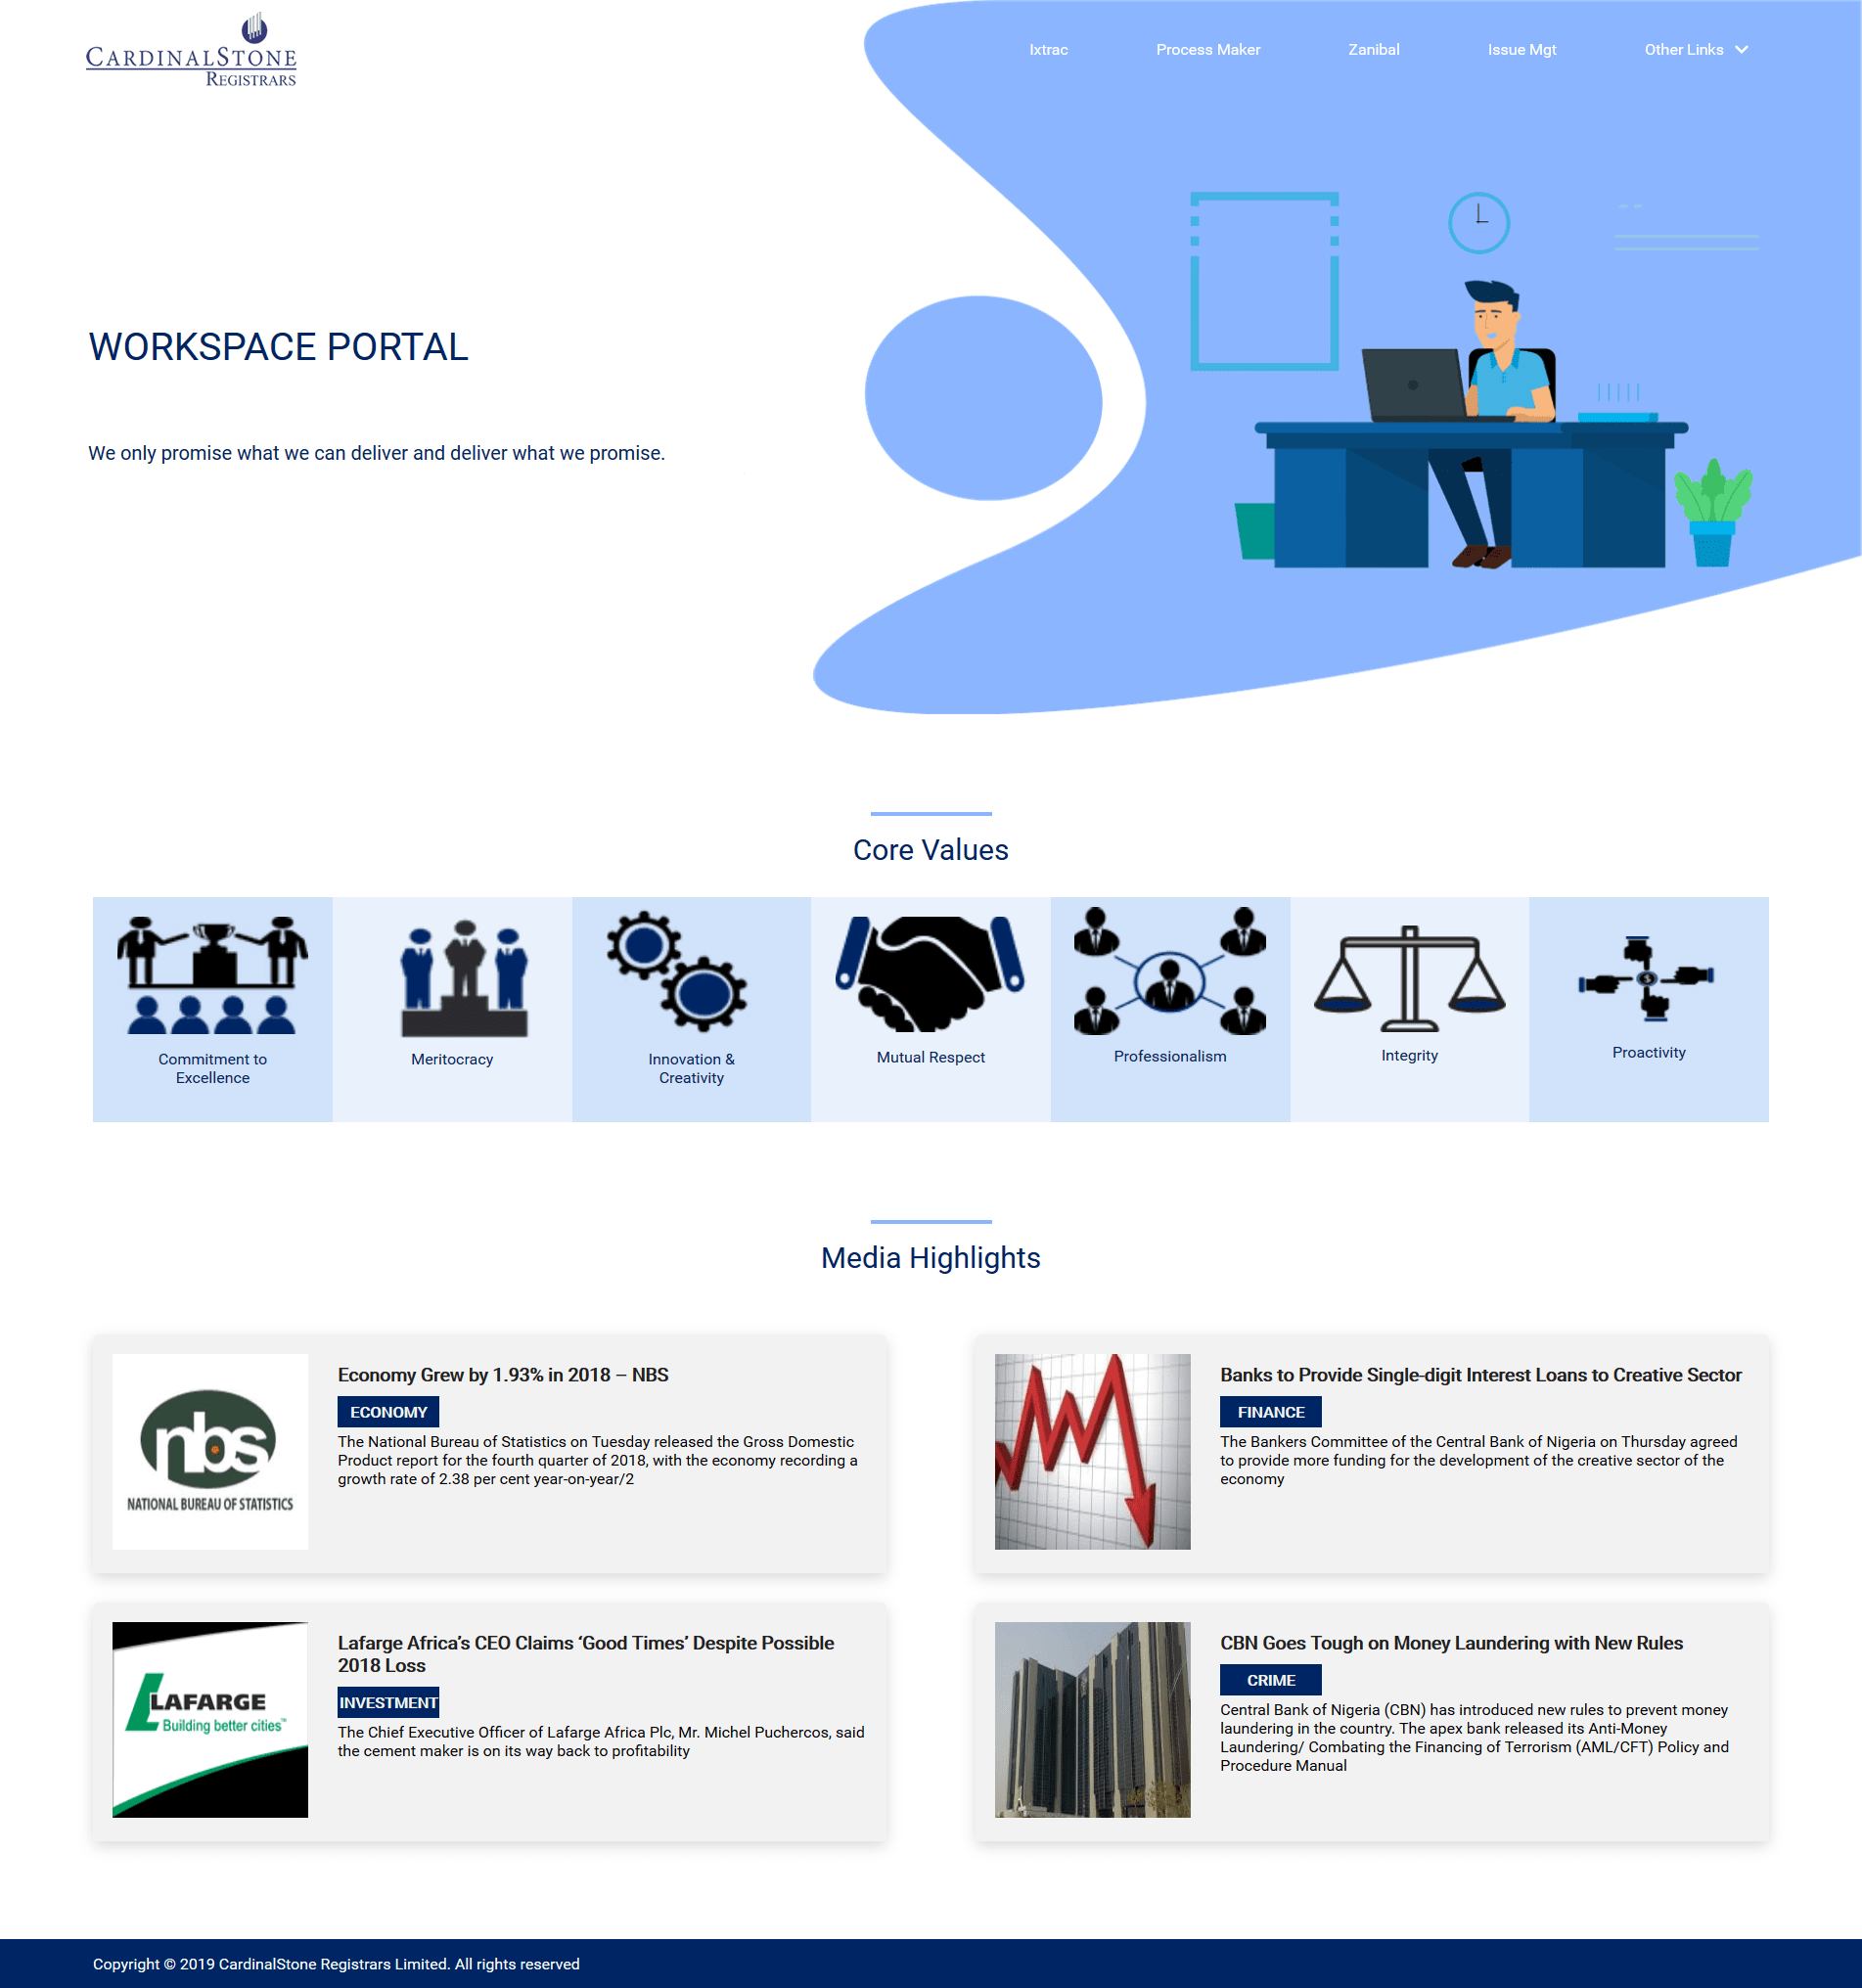 CARDINALSTONE
REGISTRARS
Ixtrac
Process Maker
Zanibal
Issue Mgt
Other Links
WORKSPACE PORTAL
We only promise what we can deliver and deliver what we promise.
Core Values
Commitment to
Excellence
Meritocracy
Innovation &
Creativity
Mutual Respect
Professionalism
Integrity
Proactivity
Media Highlights
nbs
NATIONAL BUREAU OF STATISTICS
Economy Grew by 1.93% in 2018 – NBS
ECONOMY
The National Bureau of Statistics on Tuesday released the Gross Domestic
Product report for the fourth quarter of 2018, with the economy recording a
growth rate of 2.38 per cent year-on-year/2
Banks to Provide Single-digit Interest Loans to Creative Sector
FINANCE
The Bankers Committee of the Central Bank of Nigeria on Thursday agreed
to provide more funding for the development of the creative sector of the
economy
LAFARGE
Building better cities™
Lafarge Africa’s CEO Claims ‘Good Times’ Despite Possible
2018 Loss
INVESTMENT
The Chief Executive Officer of Lafarge Africa Plc, Mr. Michel Puchercos, said
the cement maker is on its way back to profitability
CBN Goes Tough on Money Laundering with New Rules
CRIME
Central Bank of Nigeria (CBN) has introduced new rules to prevent money
laundering in the country. The apex bank released its Anti-Money
Laundering/ Combating the Financing of Terrorism (AML/CFT) Policy and
Procedure Manual
Copyright © 2019 CardinalStone Registrars Limited. All rights reserved